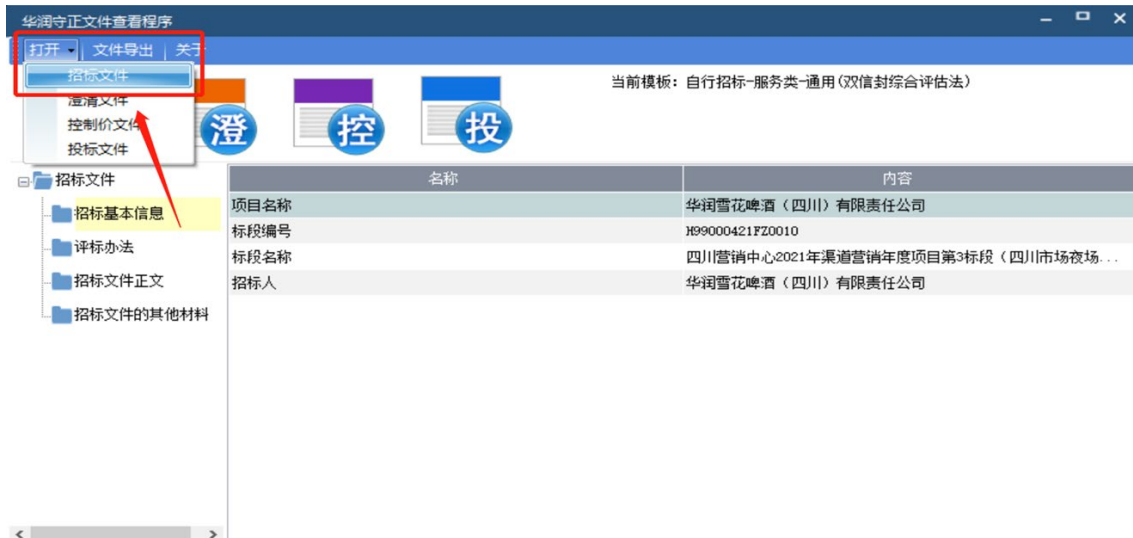 华润守正文件查看程序
打开 文件导出 关于
招标文件
澄清文件
控制价文件
投标文件
澄 控 投
当前模板：自行招标-服务类-通用(双信封综合评估法)
招标文件
招标基本信息
评标办法
招标文件正文
招标文件的其他材料
名称 内容
项目名称 华润雪花啤酒（四川）有限责任公司
标段编号 H99000421FZ0010
标段名称 四川营销中心2021年渠道营销年度项目第3标段（四川市场夜场...
招标人 华润雪花啤酒（四川）有限责任公司